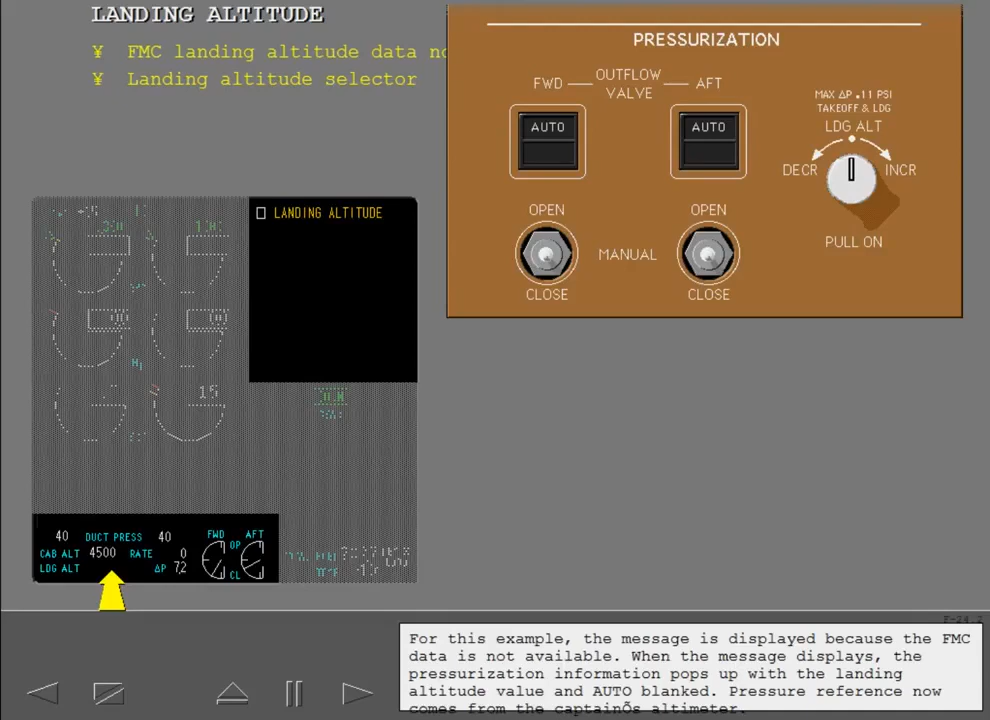 LANDING ALTITUDE
¥ FMC landing altitude data no
¥ Landing altitude selector
PRESSURIZATION
FWD OUTFLOW VALVE AFT
MAX ΔP .11 PSI
TAKEOFF & LDG
LDG ALT
AUTO AUTO
DECR INCR
PULL ON
OPEN OPEN
MANUAL
CLOSE CLOSE
LANDING ALTITUDE
15
40 DUCT PRESS 40 FWD AFT
OP
CAB ALT 4500 RATE 0
LDG ALT ΔP 7.2
CL
For this example, the message is displayed because the FMC
data is not available. When the message displays, the
pressurization information pops up with the landing
altitude value and AUTO blanked. Pressure reference now
comes from the captainÕs altimeter.